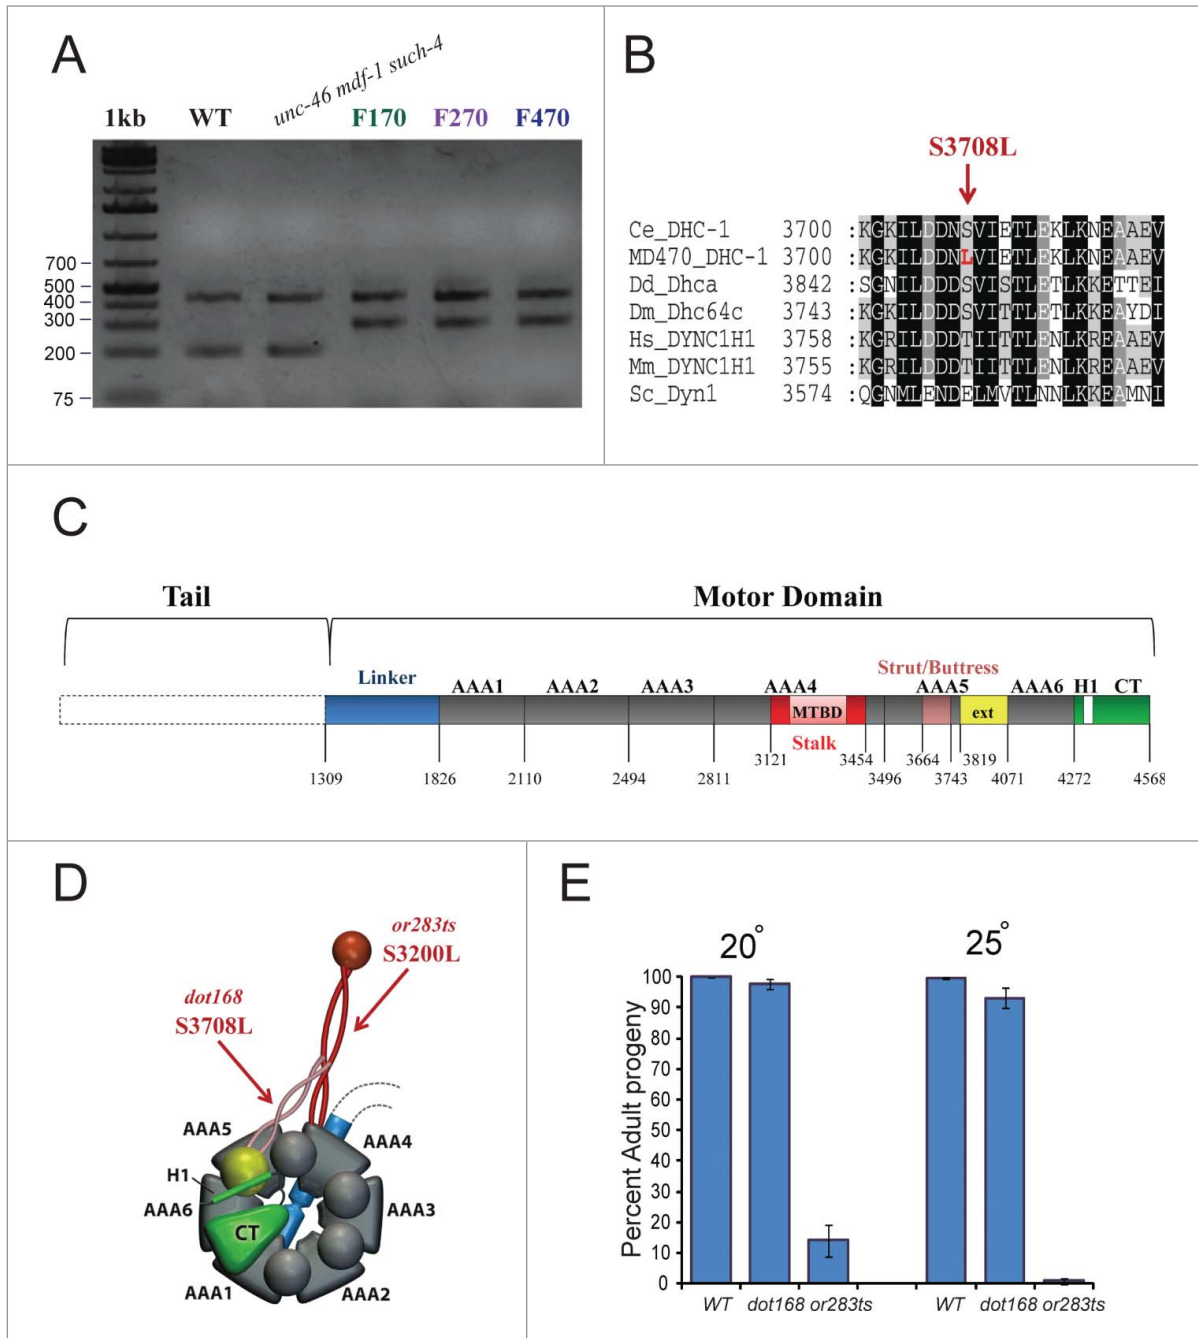 A
1kb WT unc-46 mdf-1 such-4 F170 F270 F470
700
500
400
300
200
75
B
S3708L
Ce_DHC-1 3700 :KGKILDDNSVIETLEKLKNEAAEV
MD470_DHC-1 3700 :KGKILDDNLVIETLEKLKNEAAEV
Dd_Dhca 3842 :SGNILDDDSVISTLETLKKETTEI
Dm_Dhc64c 3743 :KGKILDDDSVITTLETLKKEAYDI
Hs_DYNC1H1 3758 :KGRILDDDTIITTLENLKREAAEV
Mm_DYNC1H1 3755 :KGRILDDDTIITTLENLKREAAEV
Sc_Dyn1 3574 :QGNMLENDELMVTLNNLKKEAMNI
C
Tail Motor Domain
Strut/Buttress
Linker AAA1 AAA2 AAA3 AAA4 AAA5 AAA6 H1 CT
MTBD ext
Stalk
3121 3454 3664 3819
1309 1826 2110 2494 2811 3496 3743 4071 4272 4568
D
or283ts
S3200L
dot168
S3708L
AAA5
AAA4
H1
AAA6
AAA3
CT
AAA1
AAA2
E
20° 25°
Percent Adult progeny
100
90
80
70
60
50
40
30
20
10
0
WT dot168 or283ts WT dot168 or283ts